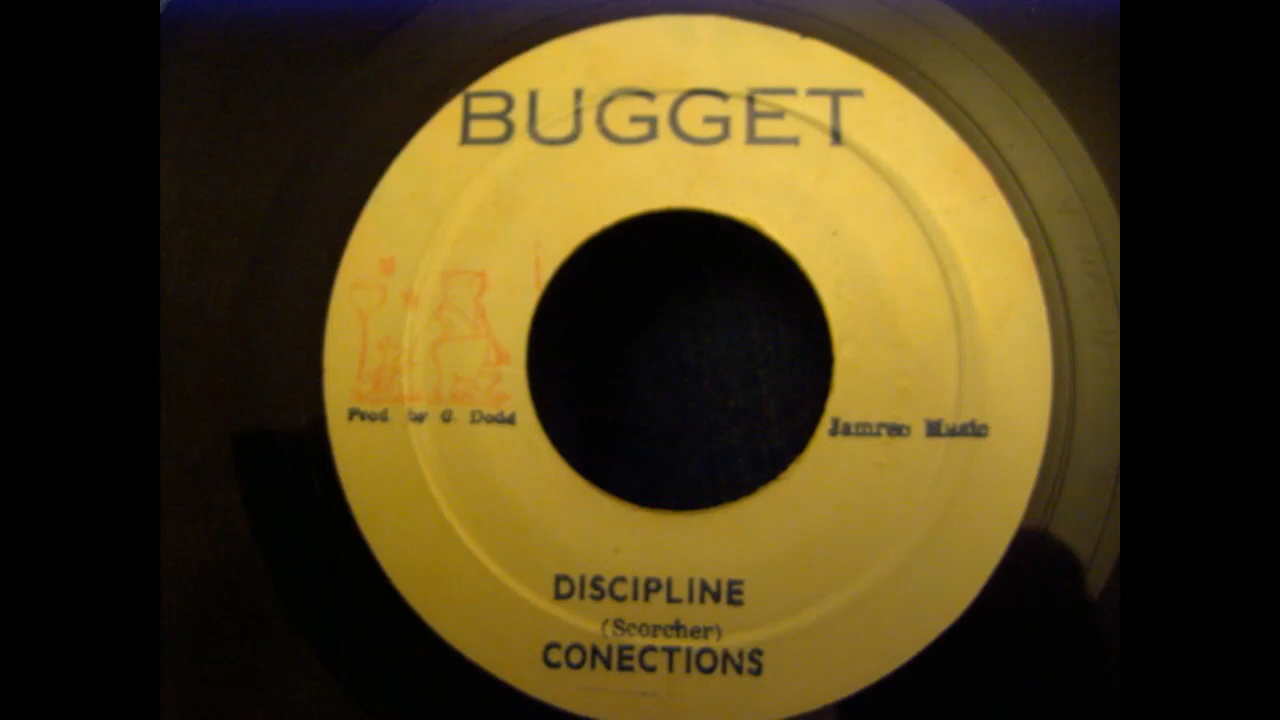 BUGGET
Prod. by C. Dodd
Jamrec Music
DISCIPLINE
(Scorcher)
CONECTIONS